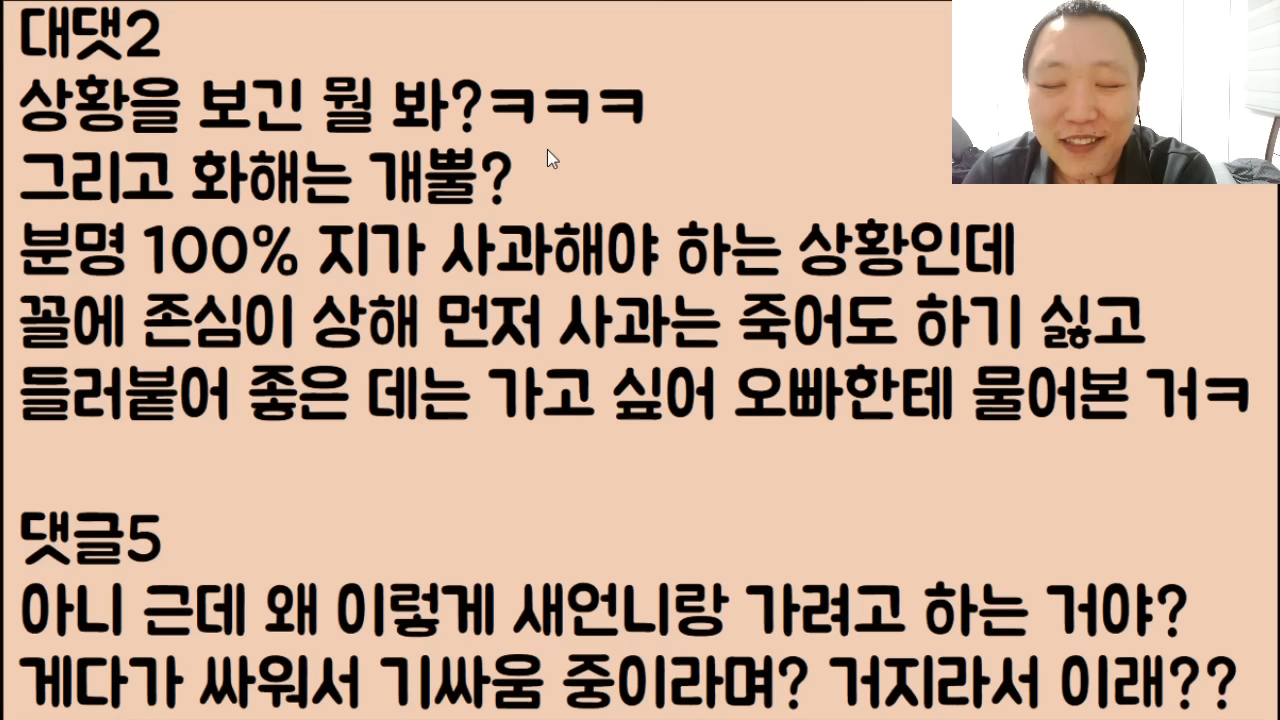 대댓2
상황을 보긴 뭘 봐?ㅋㅋㅋ
그리고 화해는 개뿔?
분명 100% 지가 사과해야 하는 상황인데
꼴에 존심이 상해 먼저 사과는 죽어도 하기 싫고
들러붙어 좋은 데는 가고 싶어 오빠한테 물어본 거ㅋ
댓글5
아니 근데 왜 이렇게 새언니랑 가려고 하는 거야?
게다가 싸워서 기싸움 중이라며? 거지라서 이래??